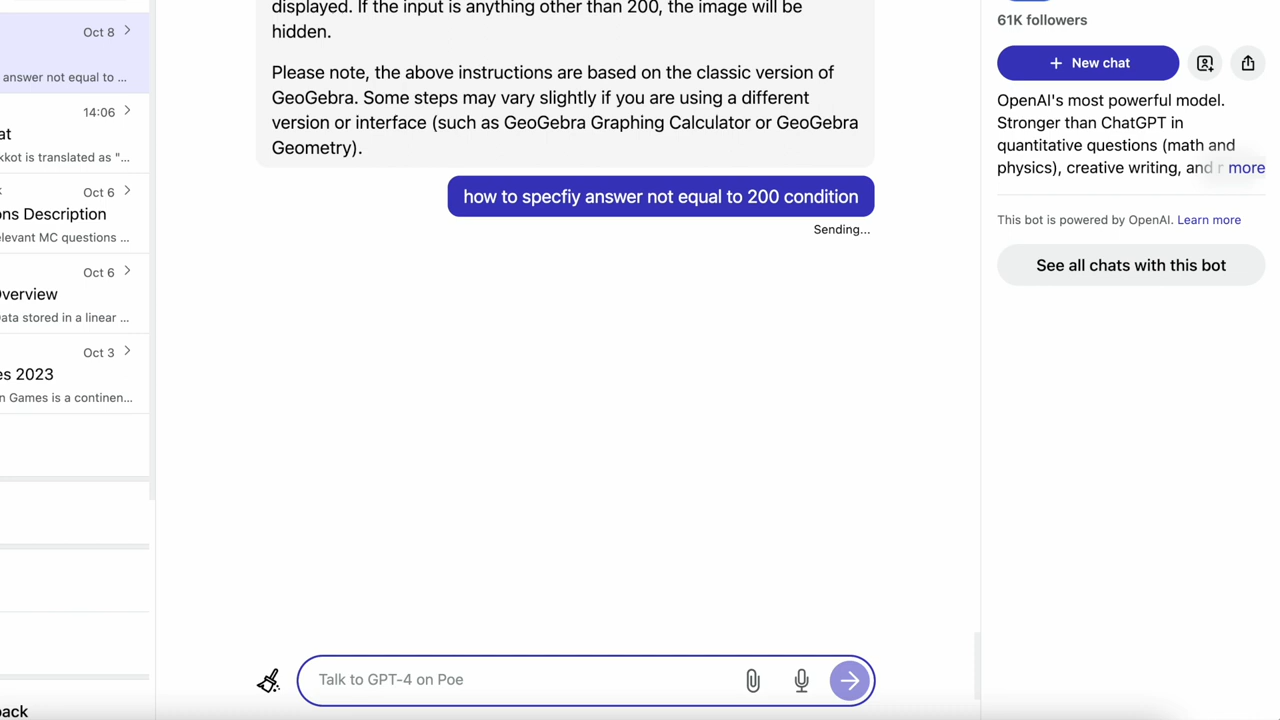 Oct 8
answer not equal to ...
14:06
at
kkot is translated as "...
Oct 6
ons Description
elevant MC questions ...
Oct 6
Overview
ata stored in a linear ...
Oct 3
es 2023
n Games is a continen...
back
displayed. If the input is anything other than 200, the image will be
hidden.
Please note, the above instructions are based on the classic version of
GeoGebra. Some steps may vary slightly if you are using a different
version or interface (such as GeoGebra Graphing Calculator or GeoGebra
Geometry).
how to specfiy answer not equal to 200 condition
Sending...
Talk to GPT-4 on Poe
61K followers
+ New chat
OpenAI's most powerful model.
Stronger than ChatGPT in
quantitative questions (math and
physics), creative writing, and r more
This bot is powered by OpenAI. Learn more
See all chats with this bot